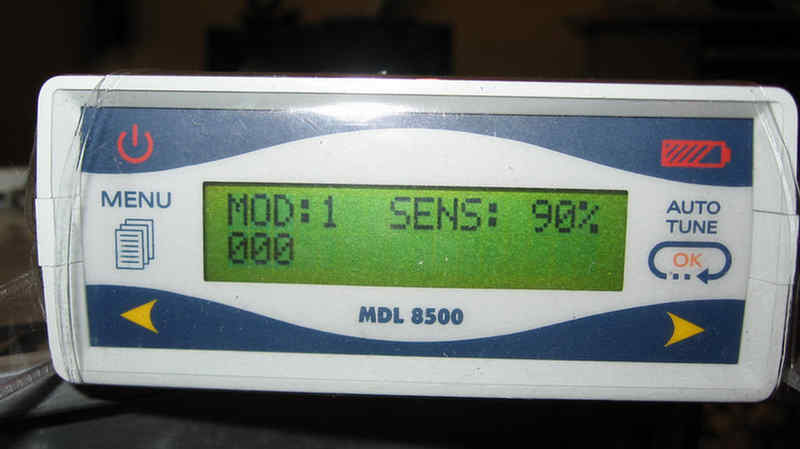 MENU
MOD:1 SENS: 90%
000
AUTO
TUNE
OK
MDL 8500